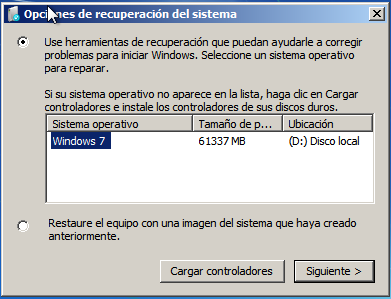 Opciones de recuperación del sistema
Use herramientas de recuperación que puedan ayudarle a corregir
problemas para iniciar Windows. Seleccione un sistema operativo
para reparar.
Si su sistema operativo no aparece en la lista, haga clic en Cargar
controladores e instale los controladores de sus discos duros.
Sistema operativo Tamaño de p... Ubicación
Windows 7 61337 MB (D:) Disco local
Restaure el equipo con una imagen del sistema que haya creado
anteriormente.
Cargar controladores Siguiente >